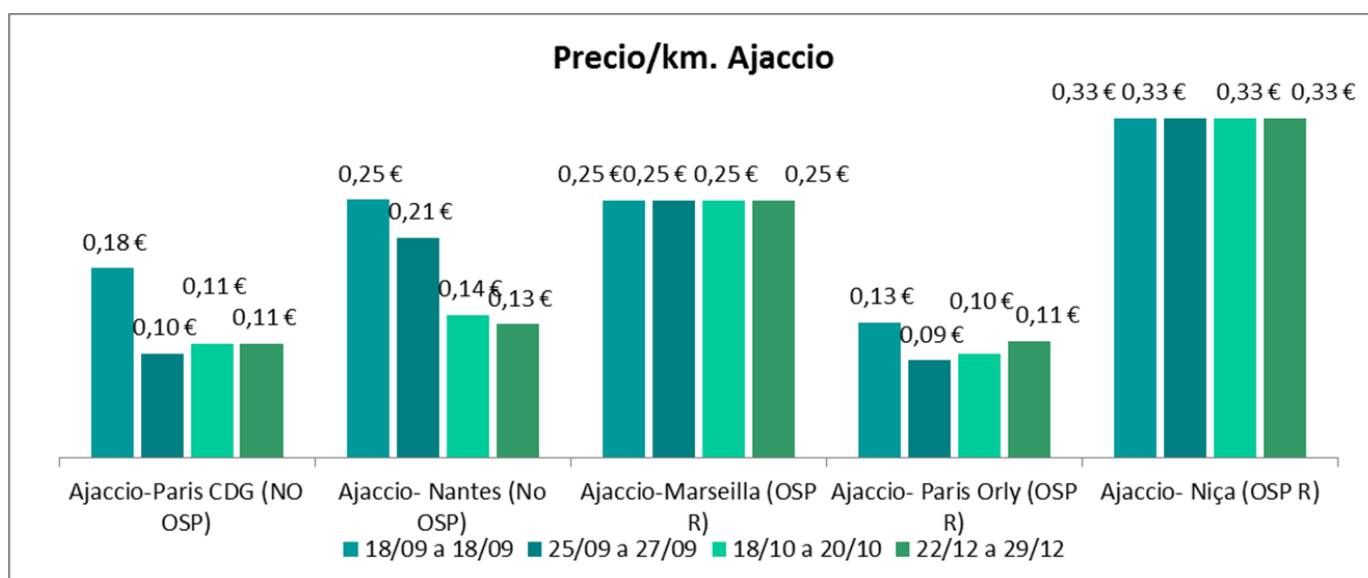 Precio/km. Ajaccio
0,18 €
0,10 €
0,11 €
0,11 €
0,25 €
0,21 €
0,14 €
0,13 €
0,25 €
0,25 €
0,25 €
0,25 €
0,13 €
0,09 €
0,10 €
0,11 €
0,33 €
0,33 €
0,33 €
0,33 €
Ajaccio-Paris CDG (NO
OSP)
Ajaccio- Nantes (No
OSP)
Ajaccio-Marseilla (OSP
R)
Ajaccio- Paris Orly (OSP
R)
Ajaccio- Niça (OSP R)
18/09 a 18/09
25/09 a 27/09
18/10 a 20/10
22/12 a 29/12